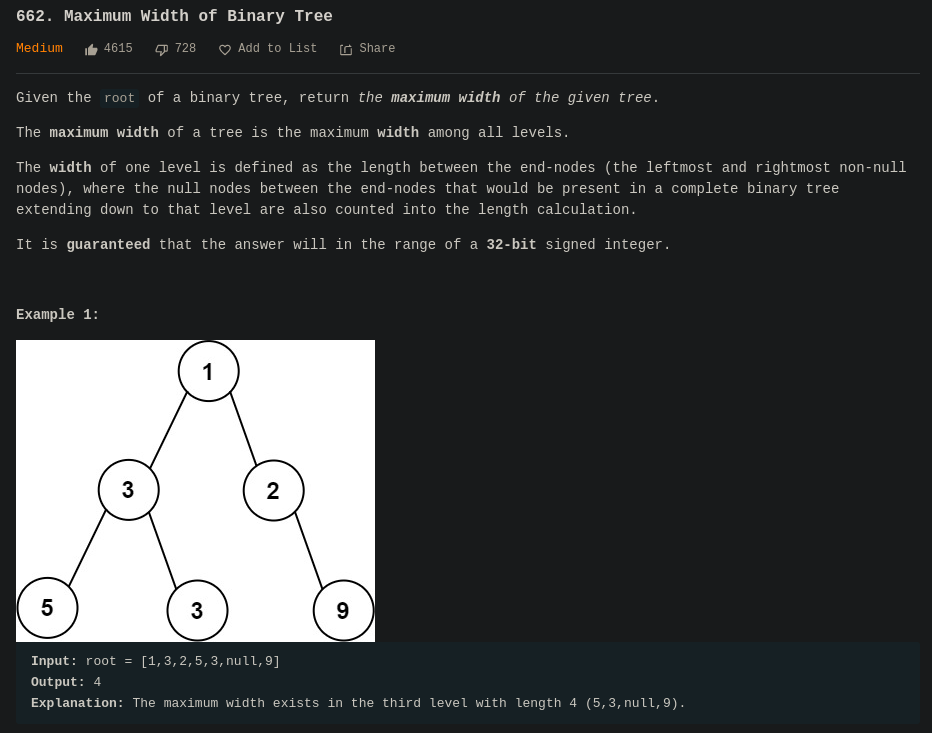 662. Maximum Width of Binary Tree
Medium 4615 728 Add to List Share
Given the root of a binary tree, return the maximum width of the given tree.
The maximum width of a tree is the maximum width among all levels.
The width of one level is defined as the length between the end-nodes (the leftmost and rightmost non-null
nodes), where the null nodes between the end-nodes that would be present in a complete binary tree
extending down to that level are also counted into the length calculation.
It is guaranteed that the answer will in the range of a 32-bit signed integer.
Example 1:
1
3 2
5 3 9
Input: root = [1,3,2,5,3,null,9]
Output: 4
Explanation: The maximum width exists in the third level with length 4 (5,3,null,9).